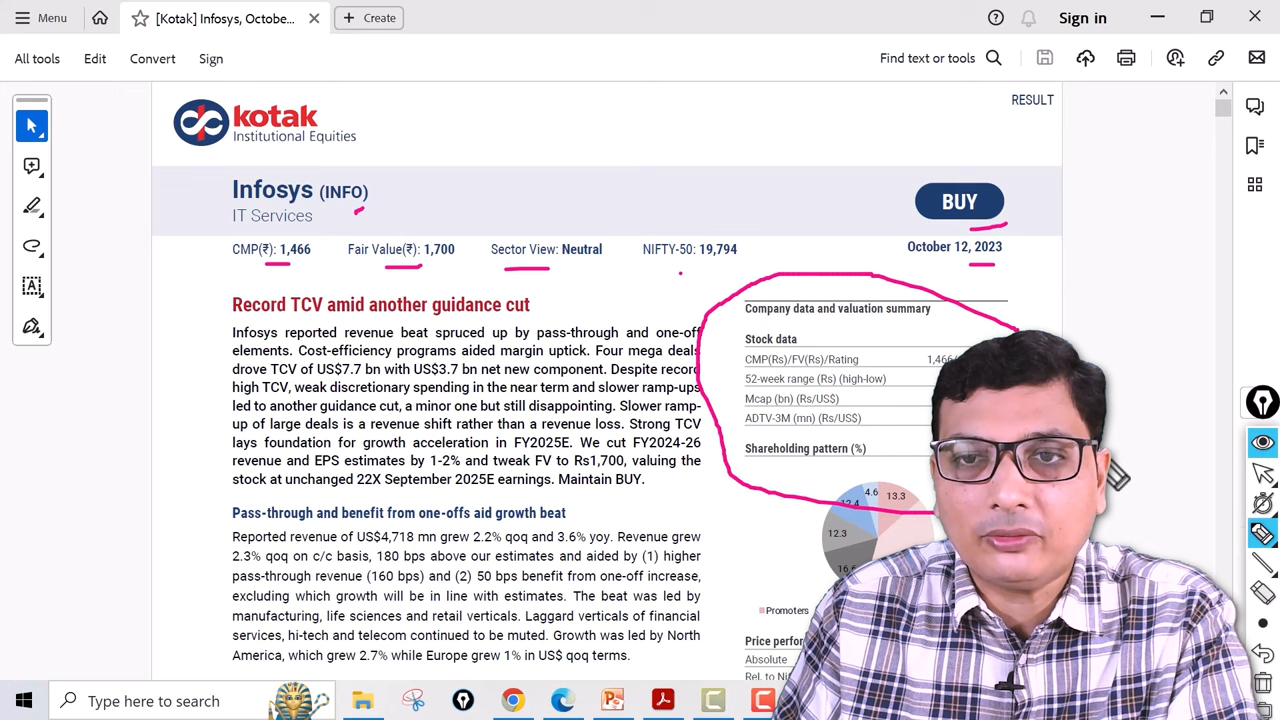 Menu
[Kotak] Infosys, Octobe...
Create
Sign in
All tools
Edit
Convert
Sign
Find text or tools
RESULT
kotak
Institutional Equities
Infosys (INFO)
IT Services
BUY
CMP(₹): 1,466
Fair Value(₹): 1,700
Sector View: Neutral
NIFTY-50: 19,794
October 12, 2023
Record TCV amid another guidance cut
Infosys reported revenue beat spruced up by pass-through and one-off
elements. Cost-efficiency programs aided margin uptick. Four mega deals
drove TCV of US$7.7 bn with US$3.7 bn net new component. Despite record
high TCV, weak discretionary spending in the near term and slower ramp-ups
led to another guidance cut, a minor one but still disappointing. Slower ramp-
up of large deals is a revenue shift rather than a revenue loss. Strong TCV
lays foundation for growth acceleration in FY2025E. We cut FY2024-26
revenue and EPS estimates by 1-2% and tweak FV to Rs1,700, valuing the
stock at unchanged 22X September 2025E earnings. Maintain BUY.
Pass-through and benefit from one-offs aid growth beat
Reported revenue of US$4,718 mn grew 2.2% qoq and 3.6% yoy. Revenue grew
2.3% qoq on c/c basis, 180 bps above our estimates and aided by (1) higher
pass-through revenue (160 bps) and (2) 50 bps benefit from one-off increase,
excluding which growth will be in line with estimates. The beat was led by
manufacturing, life sciences and retail verticals. Laggard verticals of financial
services, hi-tech and telecom continued to be muted. Growth was led by North
America, which grew 2.7% while Europe grew 1% in US$ qoq terms.
Company data and valuation summary
Stock data
CMP(Rs)/FV(Rs)/Rating
1,466/
52-week range (Rs) (high-low)
Mcap (bn) (Rs/US$)
ADTV-3M (mn) (Rs/US$)
Shareholding pattern (%)
4.6
13.3
12.4
12.3
16.6
Promoters
Absolute
Type here to search